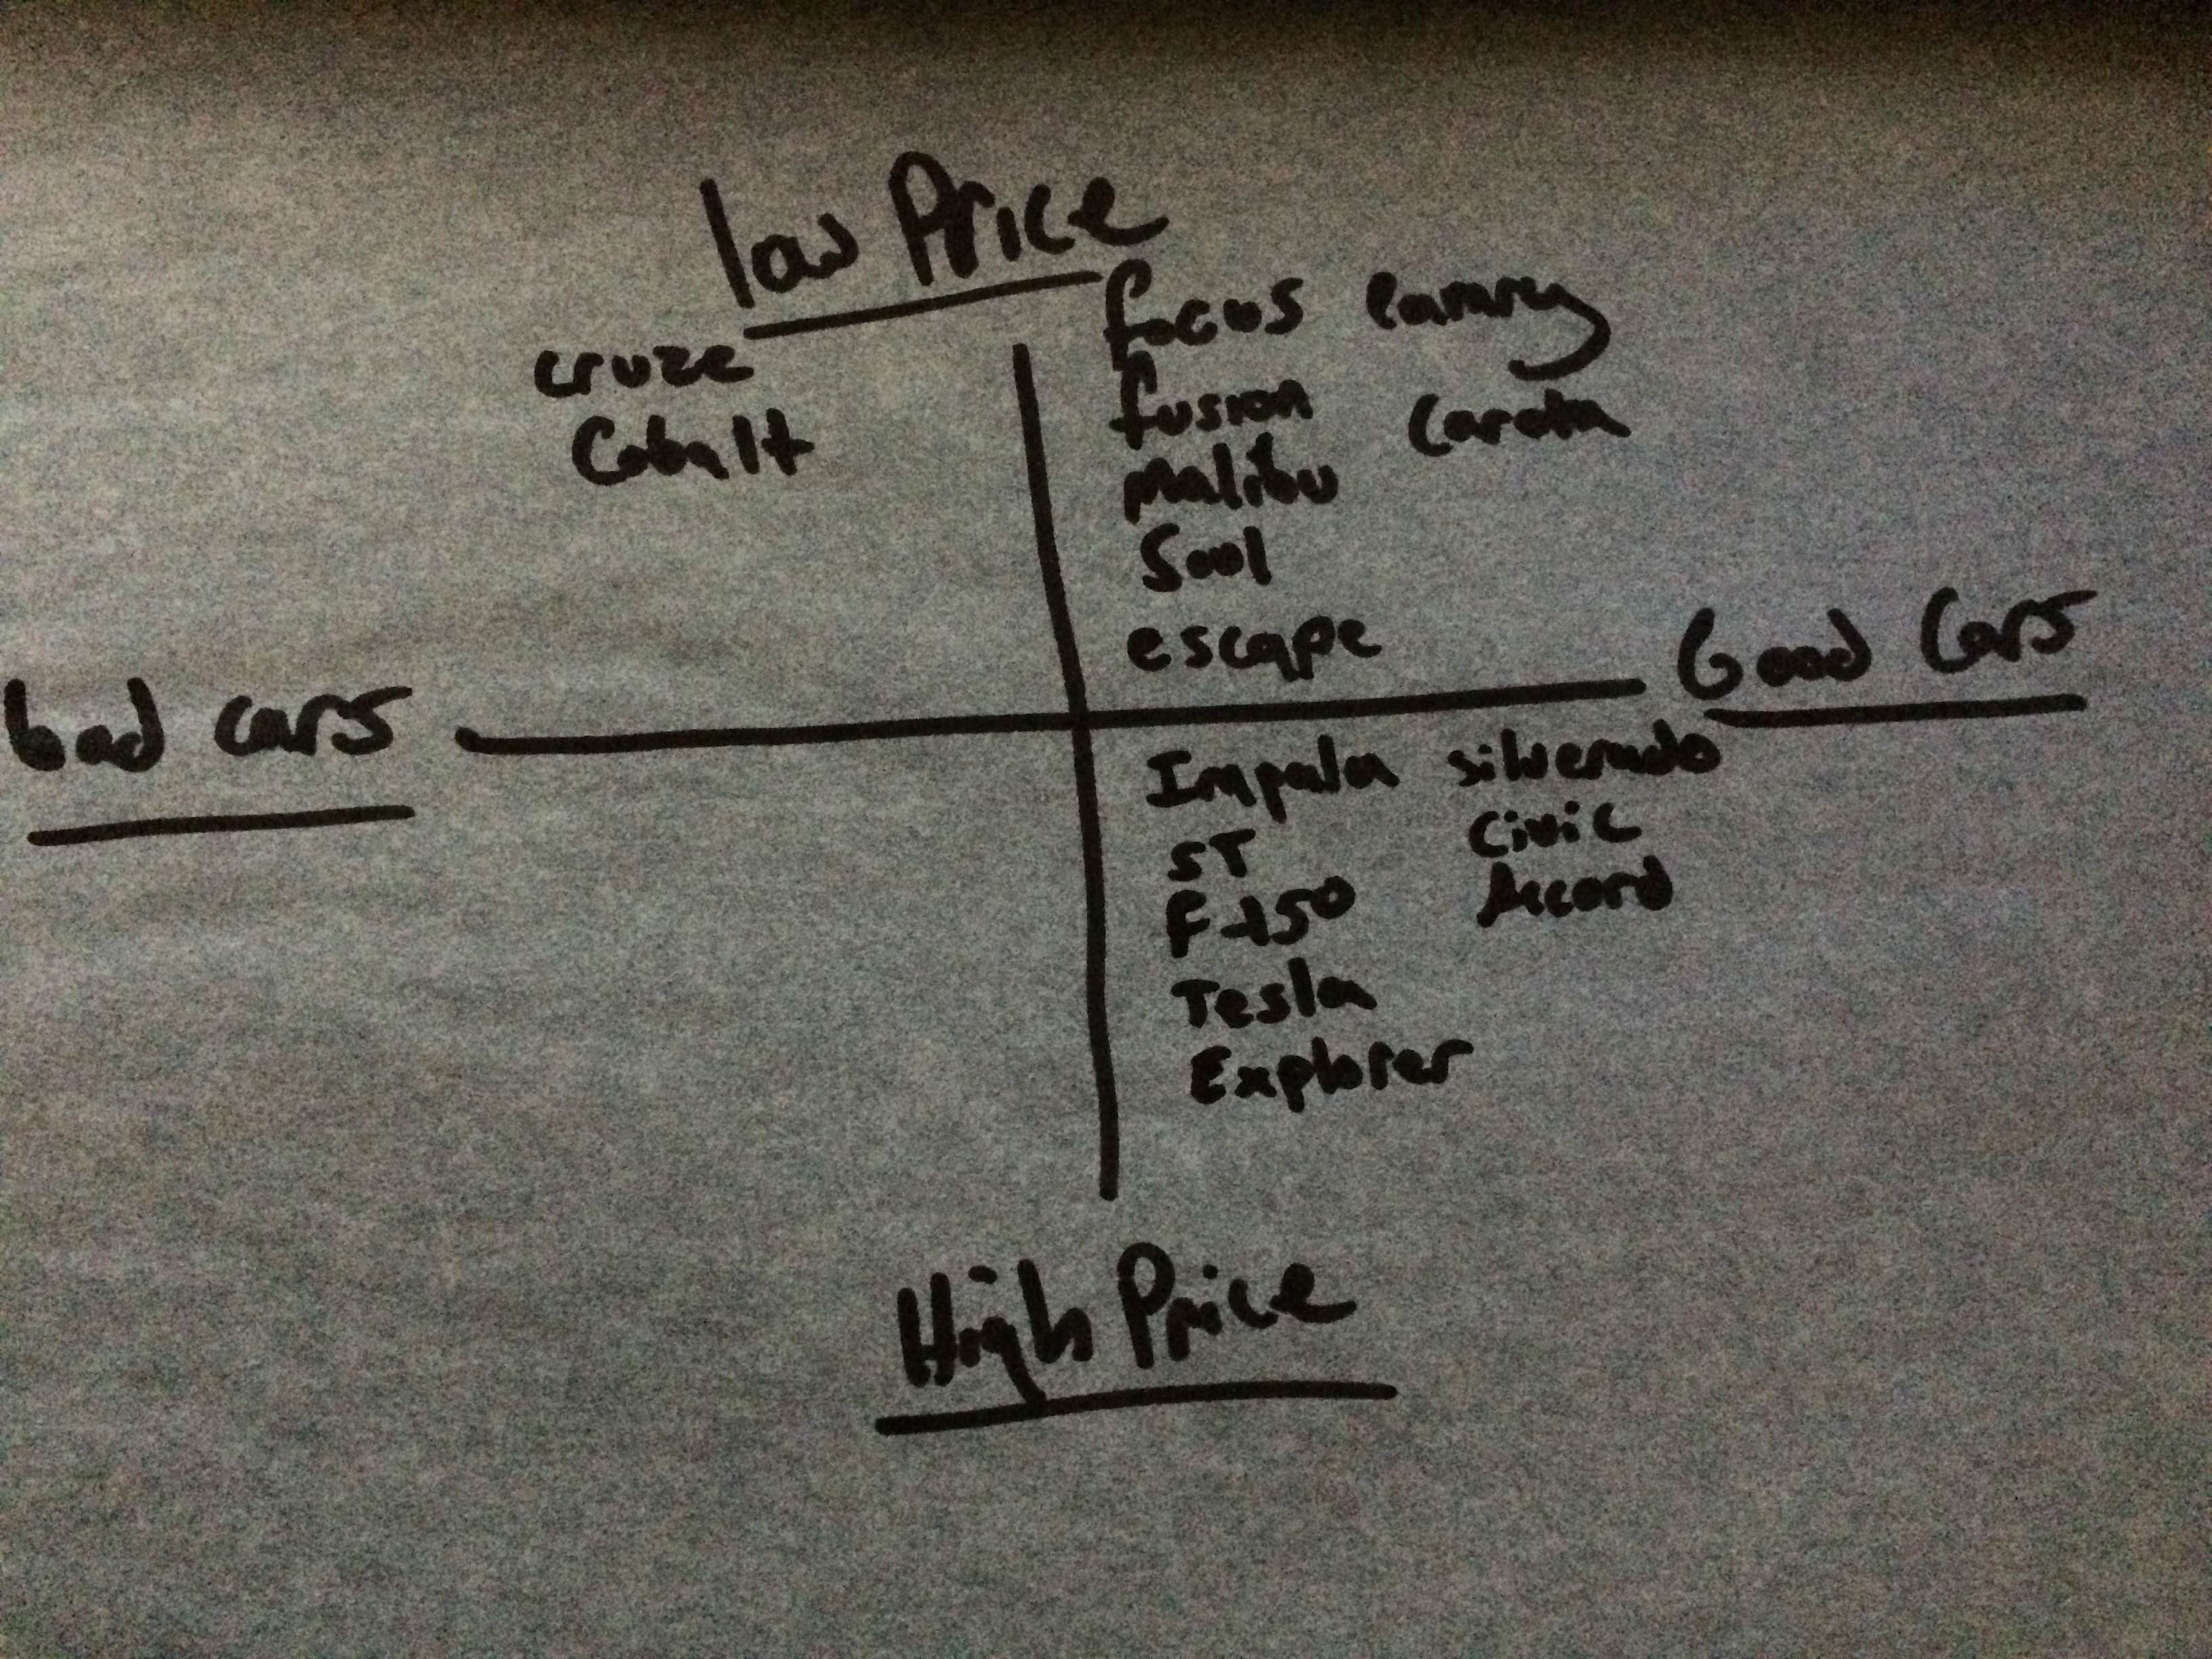 low Price
cruze
Cobalt
focus
fusion
Malibu
Soul
escape
Camry
Corolla
bad cars
Good Cars
Impala
ST
F-150
Tesla
Explorer
silverado
Civic
Accord
High Price